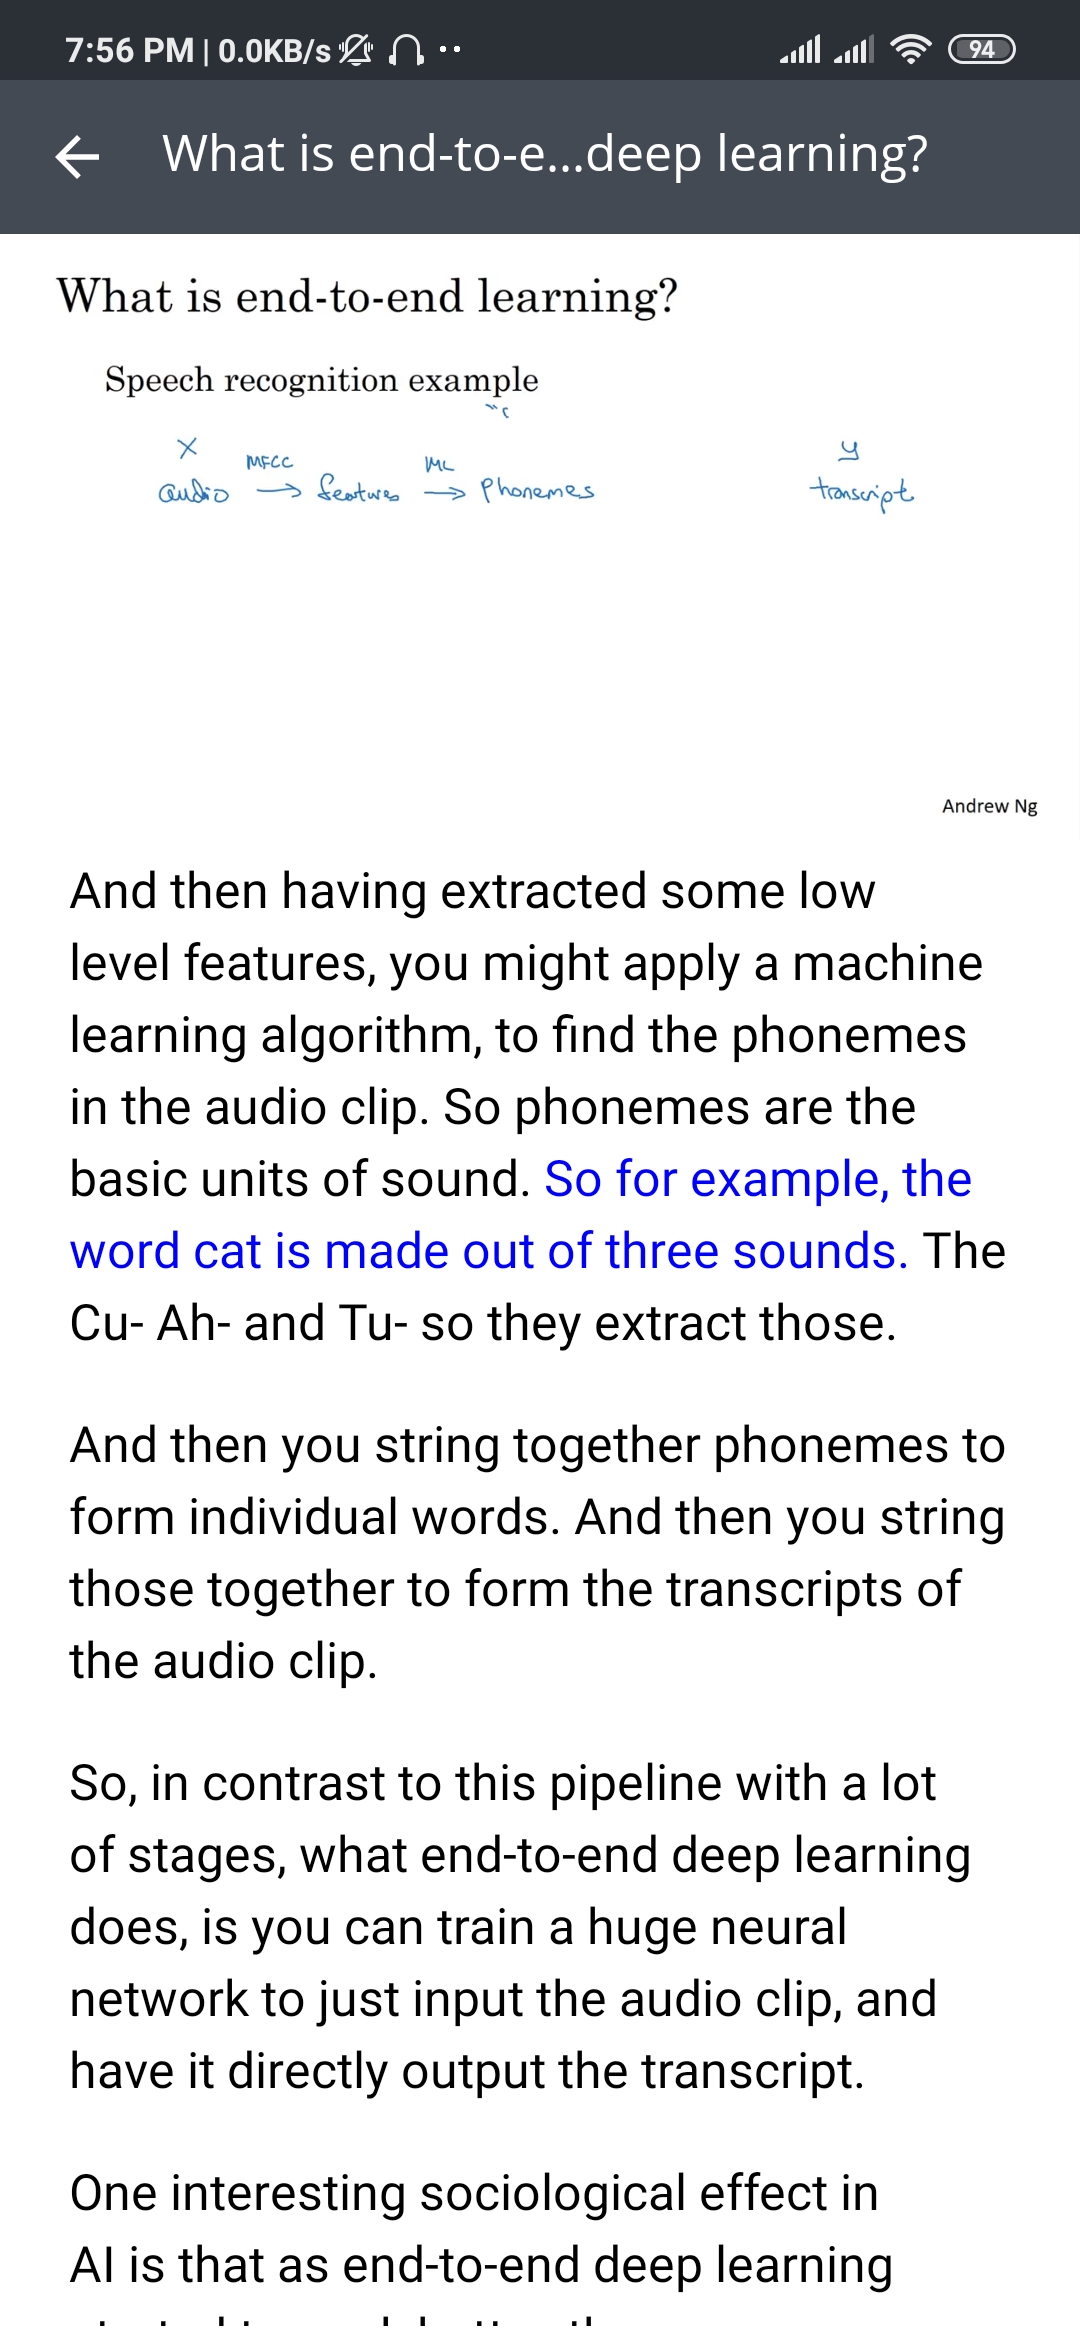 7:56 PM | 0.0KB/s
94
What is end-to-e...deep learning?
What is end-to-end learning?
Speech recognition example
"c
x
MFCC
ML
y
audio → features → Phonemes
transcript
Andrew Ng
And then having extracted some low
level features, you might apply a machine
learning algorithm, to find the phonemes
in the audio clip. So phonemes are the
basic units of sound. So for example, the
word cat is made out of three sounds. The
Cu- Ah- and Tu- so they extract those.
And then you string together phonemes to
form individual words. And then you string
those together to form the transcripts of
the audio clip.
So, in contrast to this pipeline with a lot
of stages, what end-to-end deep learning
does, is you can train a huge neural
network to just input the audio clip, and
have it directly output the transcript.
One interesting sociological effect in
AI is that as end-to-end deep learning